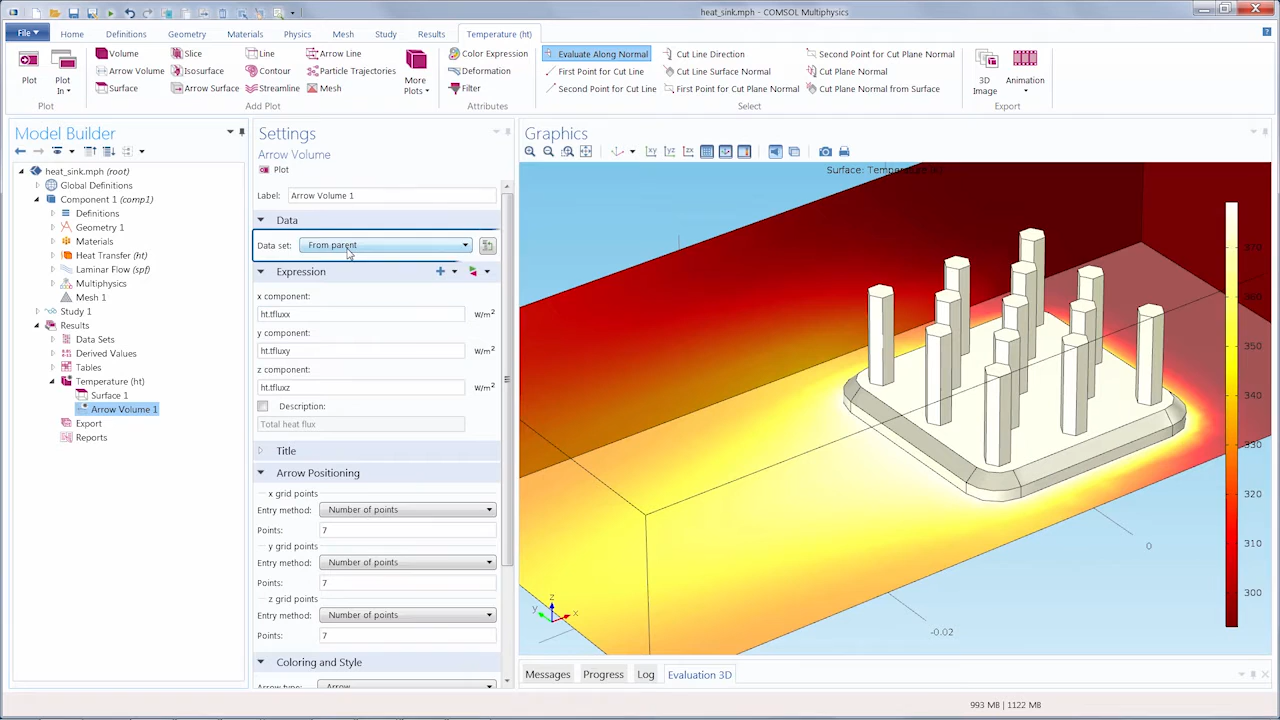 heat_sink.mph - COMSOL Multiphysics
File
Home
Definitions
Geometry
Materials
Physics
Mesh
Study
Results
Temperature (ht)
Plot
Plot In
Volume
Arrow Volume
Surface
Slice
Isosurface
Arrow Surface
Line
Contour
Streamline
Arrow Line
Particle Trajectories
Mesh
More Plots
Color Expression
Deformation
Filter
Evaluate Along Normal
First Point for Cut Line
Second Point for Cut Line
Cut Line Direction
Cut Line Surface Normal
First Point for Cut Plane Normal
Second Point for Cut Plane Normal
Cut Plane Normal
Cut Plane Normal from Surface
3D Image
Animation
Plot
Add Plot
Attributes
Select
Export
Model Builder
heat_sink.mph (root)
Global Definitions
Component 1 (comp1)
Definitions
Geometry 1
Materials
Heat Transfer (ht)
Laminar Flow (spf)
Multiphysics
Mesh 1
Study 1
Results
Data Sets
Derived Values
Tables
Temperature (ht)
Surface 1
Arrow Volume 1
Export
Reports
Settings
Arrow Volume
Plot
Label: Arrow Volume 1
Data
Data set: From parent
Expression
x component:
ht.tfluxx W/m²
y component:
ht.tfluxy W/m²
z component:
ht.tfluxz W/m²
Description:
Total heat flux
Title
Arrow Positioning
x grid points
Entry method: Number of points
Points: 7
y grid points
Entry method: Number of points
Points: 7
z grid points
Entry method: Number of points
Points: 7
Coloring and Style
Arrow type: Arrow
Graphics
xy
yz
zx
Surface: Temperature (K)
370
360
350
340
330
320
310
300
0
-0.02
z
y
x
Messages
Progress
Log
Evaluation 3D
993 MB | 1122 MB